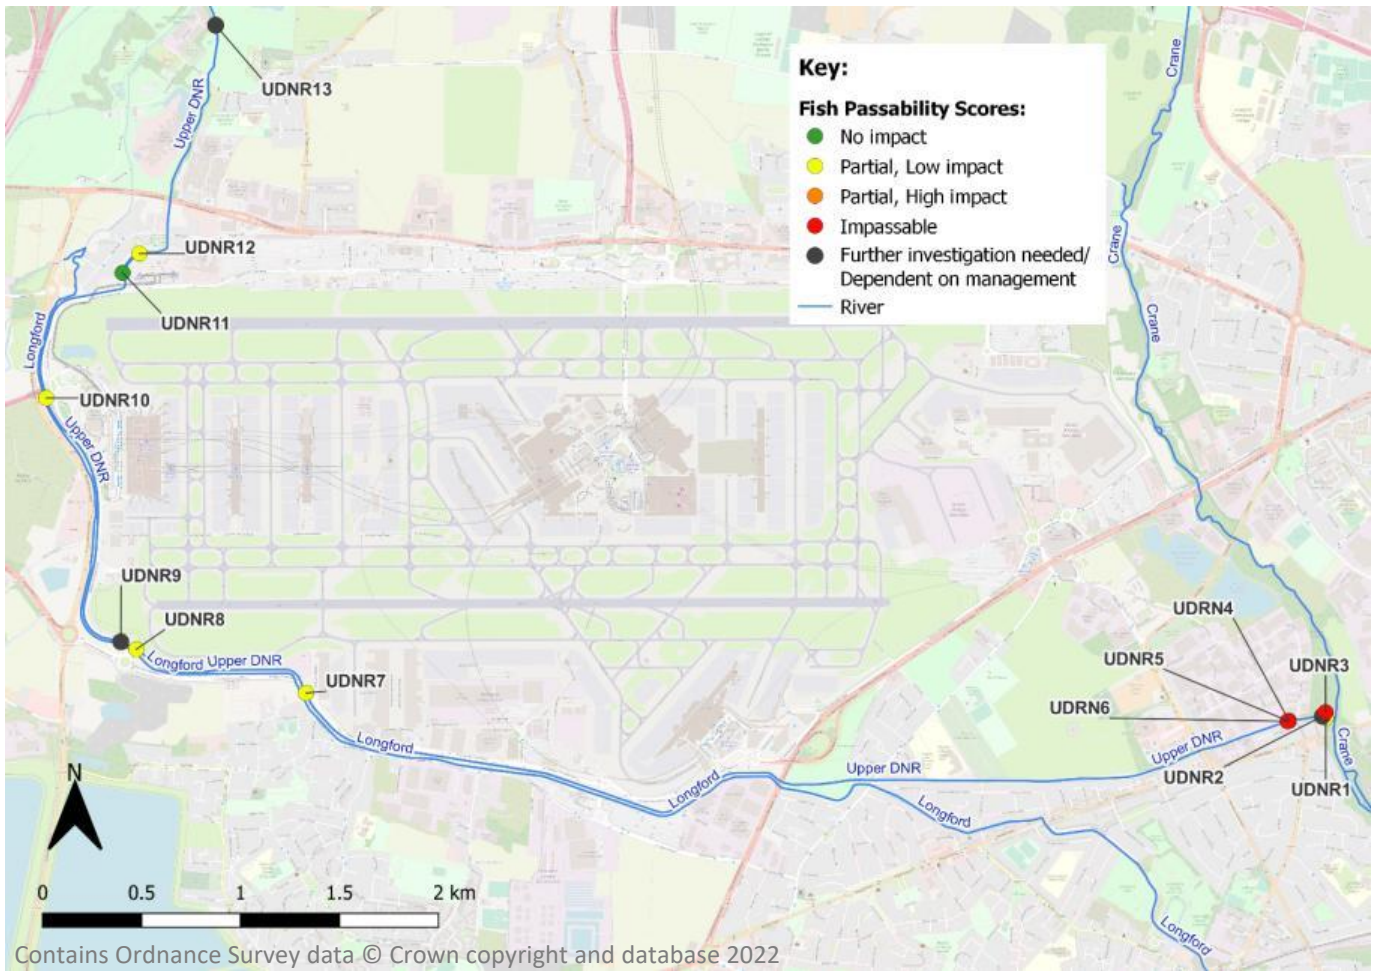 Key:
Fish Passability Scores:
No impact
Partial, Low impact
Partial, High impact
Impassable
Further investigation needed/
Dependent on management
River
UDNR13
Upper DNR
Crane
UDNR12
Crane
UDNR11
Longford
Crane
UDNR10
Upper DNR
UDNR9
UDNR8
Longford Upper DNR
UDNR7
UDRN4
UDNR5
UDNR3
UDRN6
Longford
Upper DNR
Upper DNR
Crane
UDNR2
UDNR1
Longford
Longford
Longford
N
0 0.5 1 1.5 2 km
Contains Ordnance Survey data © Crown copyright and database 2022